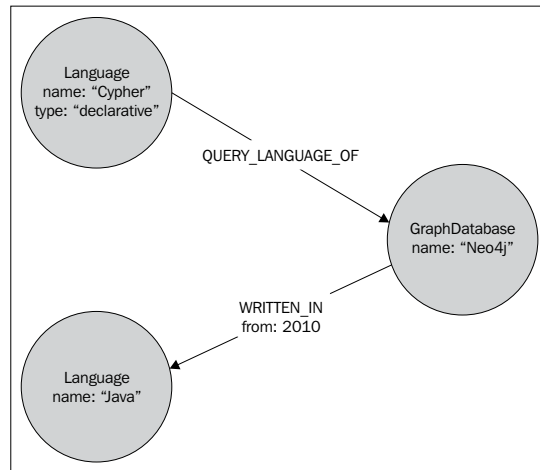 Language
name: “Cypher”
type: “declarative”
QUERY_LANGUAGE_OF
GraphDatabase
name: “Neo4j”
WRITTEN_IN
from: 2010
Language
name: “Java”